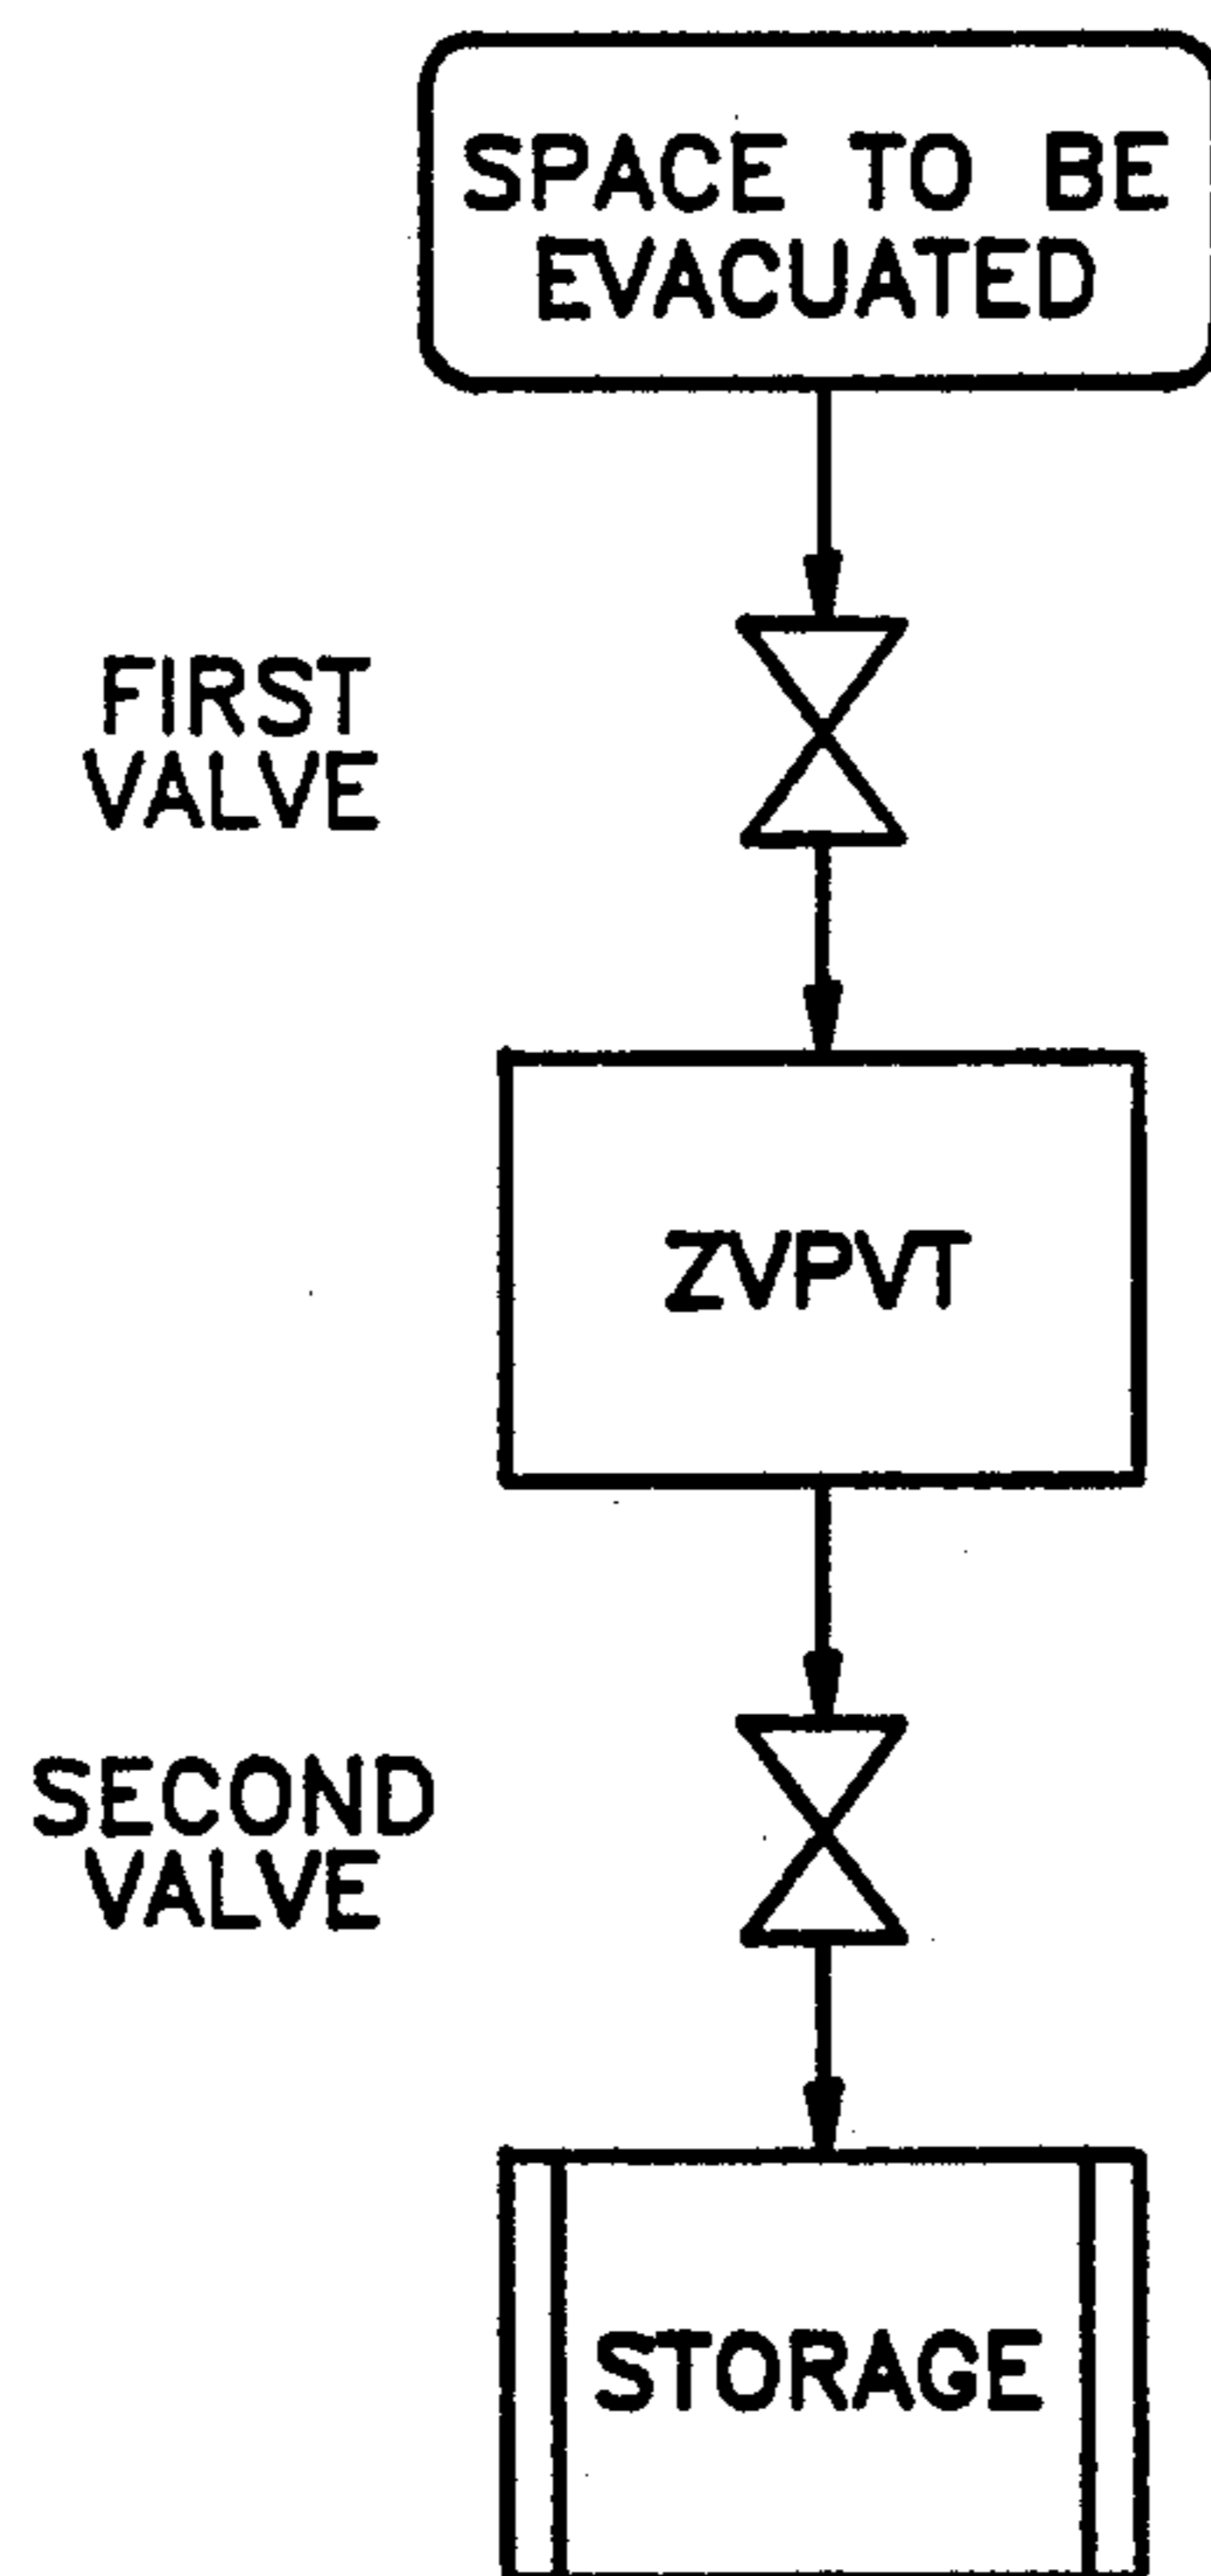 SPACE TO BE
EVACUATED
FIRST
VALVE
ZVPVT
SECOND
VALVE
STORAGE